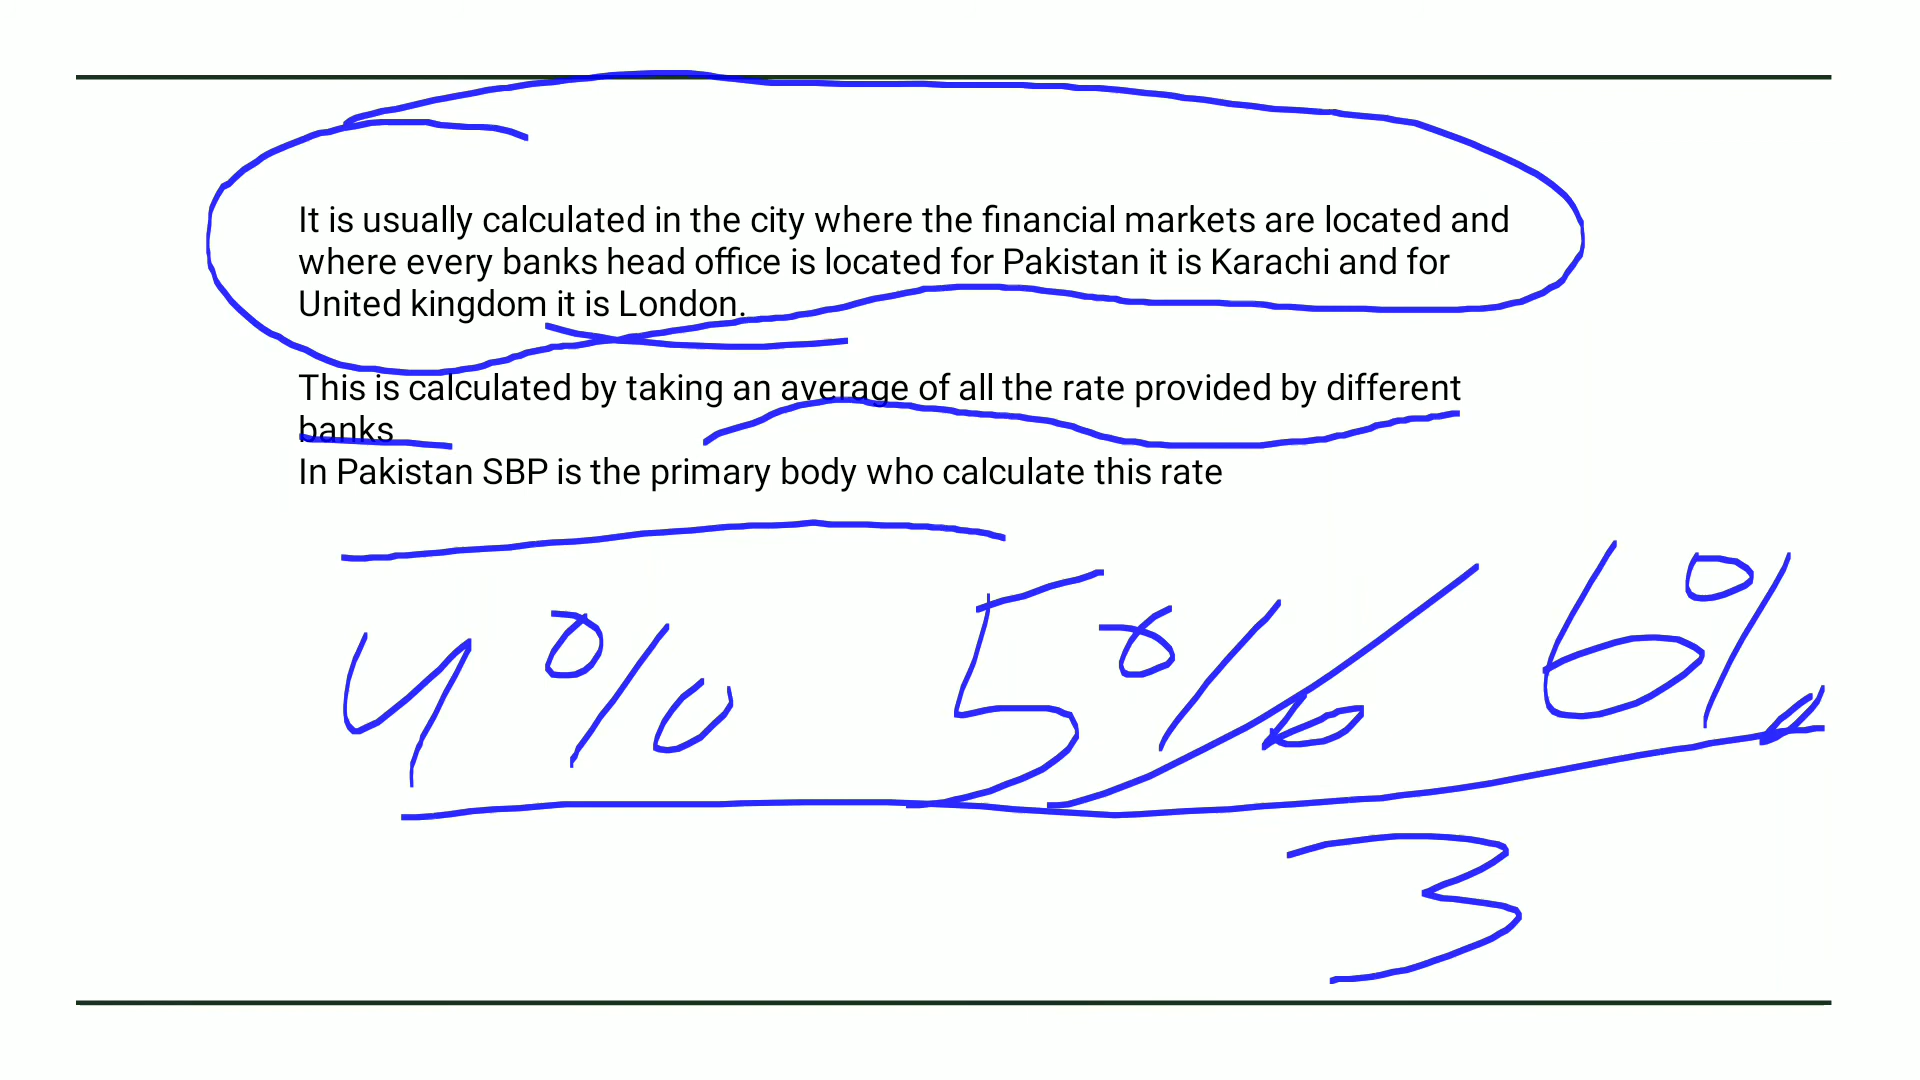 It is usually calculated in the city where the financial markets are located and
where every banks head office is located for Pakistan it is Karachi and for
United kingdom it is London.
This is calculated by taking an average of all the rate provided by different
banks
In Pakistan SBP is the primary body who calculate this rate
4% 5% 6%
3